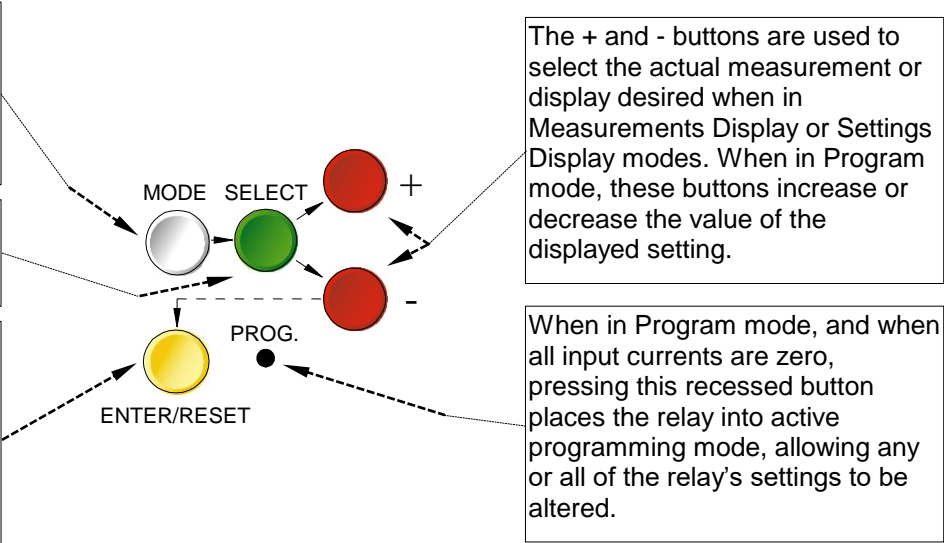 The + and - buttons are used to
select the actual measurement or
display desired when in
Measurements Display or Settings
Display modes. When in Program
mode, these buttons increase or
decrease the value of the
displayed setting.
MODE SELECT
+
-
PROG.
ENTER/RESET
When in Program mode, and when
all input currents are zero,
pressing this recessed button
places the relay into active
programming mode, allowing any
or all of the relay's settings to be
altered.